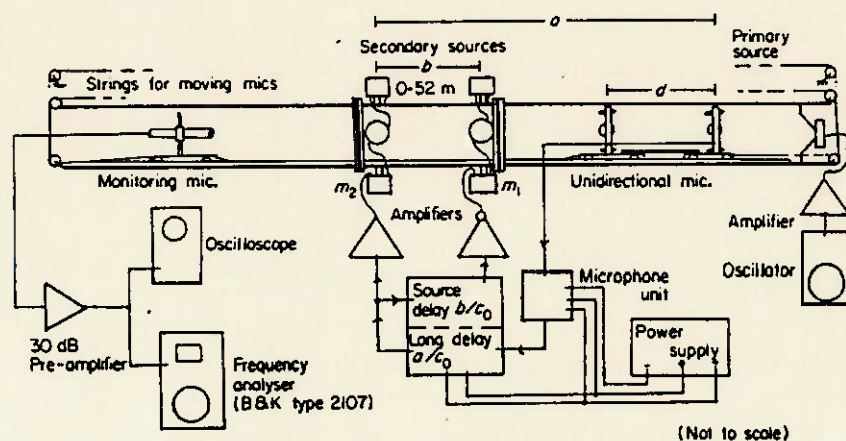 a
Secondary sources
b
0·52 m
Primary
source
Strings for moving mics
d
Monitoring mic.
m2
m1
Unidirectional mic.
Amplifiers
Oscilloscope
30 dB
Pre-amplifier
Frequency
analyser
(B&K type 2107)
Source
delay b/c0
Long delay
a/c0
Microphone
unit
Power
supply
Amplifier
Oscillator
(Not to scale)